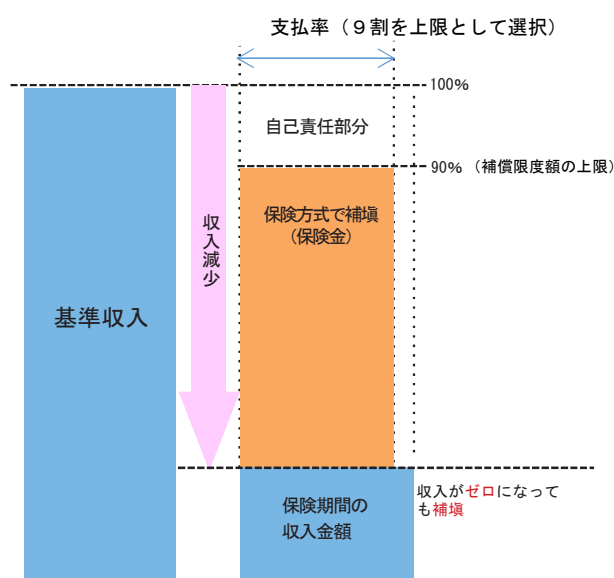 支払率（９割を上限として選択）
100%
自己責任部分
90% （補償限度額の上限）
保険方式で補塡
（保険金）
収入減少
基準収入
収入がゼロになって
も補塡
保険期間の
収入金額